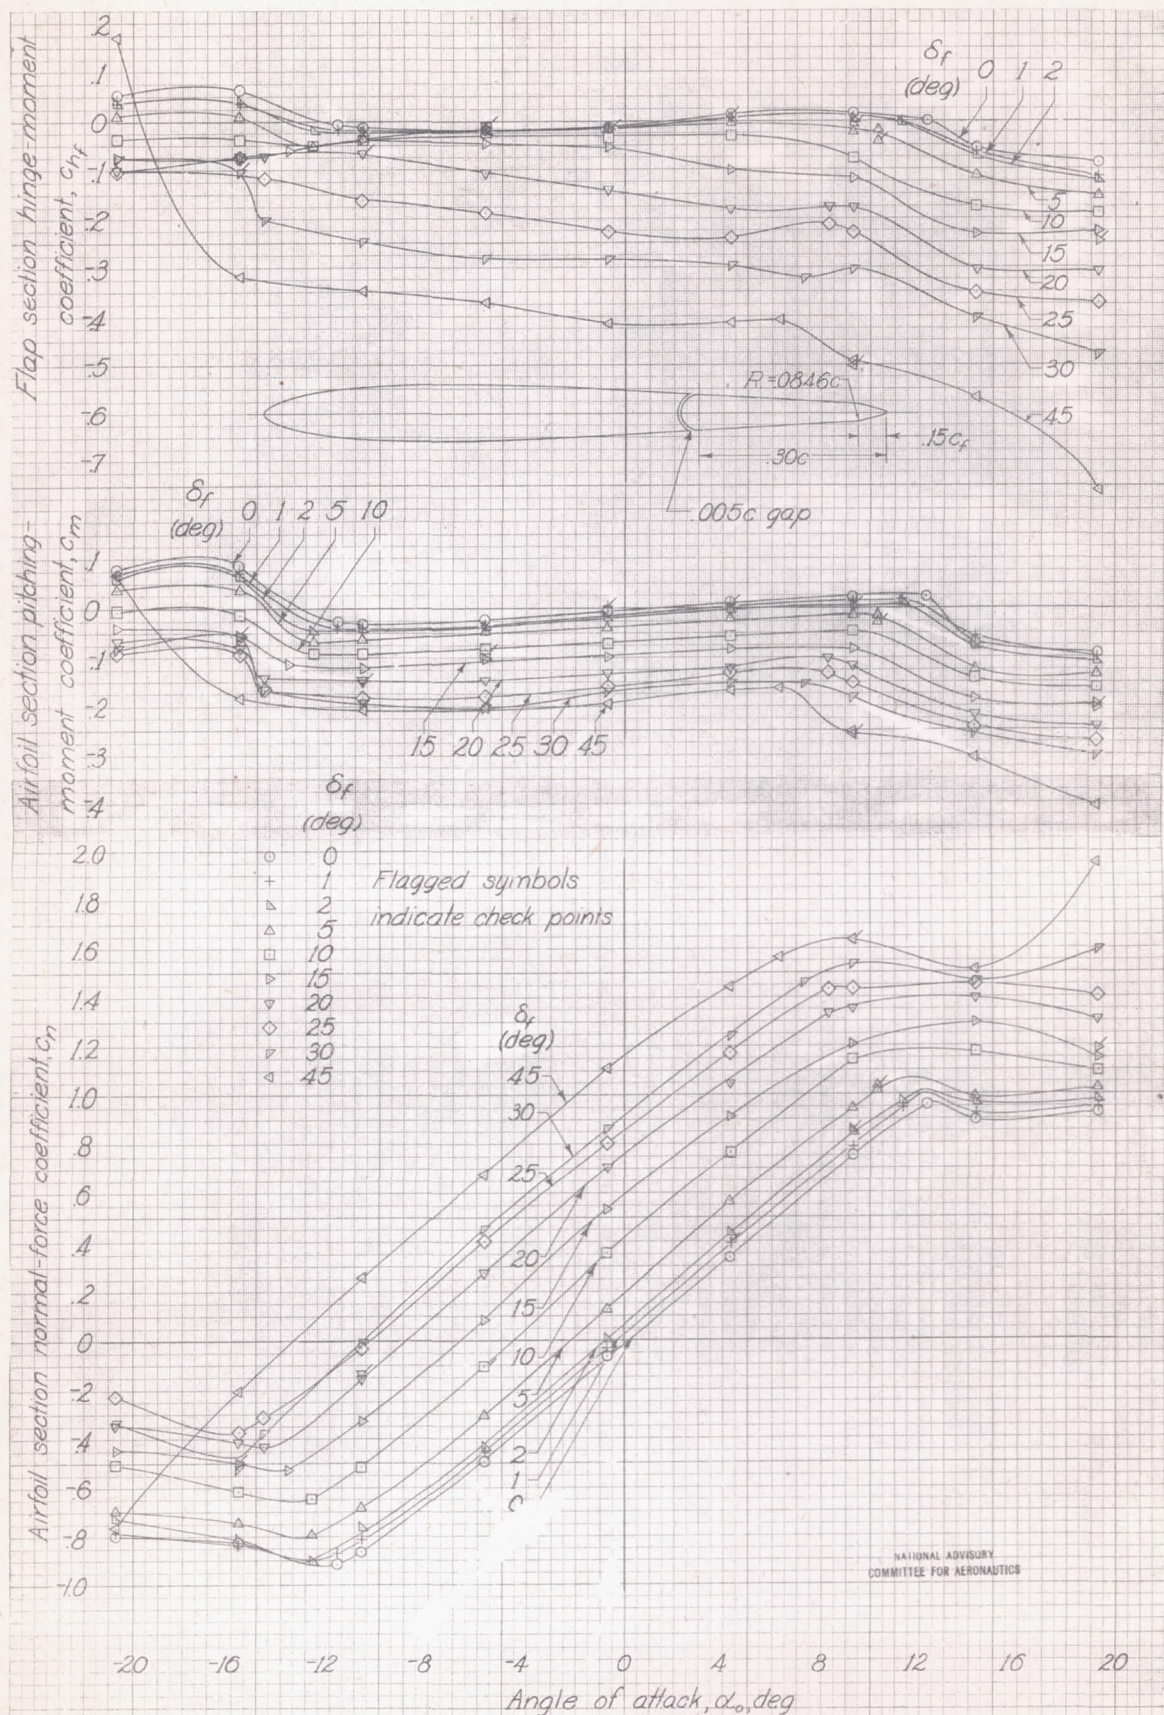 Flap section hinge-moment
coefficient, c_hf
.2
.1
0
-.1
-.2
-.3
-.4
-.5
-.6
-.7
δf
(deg)
0 1 2
5
10
15
20
25
30
45
R=.0846c
.15cf
.30c
.005c gap
Airfoil section pitching-
moment coefficient, cm
.1
0
-.1
-.2
-.3
-.4
δf
(deg)
0 1 2 5 10
15 20 25 30 45
δf
(deg)
0
1
2
5
10
15
20
25
30
45
Flagged symbols
indicate check points
Airfoil section normal-force coefficient, cn
2.0
1.8
1.6
1.4
1.2
1.0
.8
.6
.4
.2
0
-.2
-.4
-.6
-.8
-1.0
δf
(deg)
45
30
25
20
15
10
5
2
1
0
NATIONAL ADVISORY
COMMITTEE FOR AERONAUTICS
-20 -16 -12 -8 -4 0 4 8 12 16 20
Angle of attack, α₀, deg